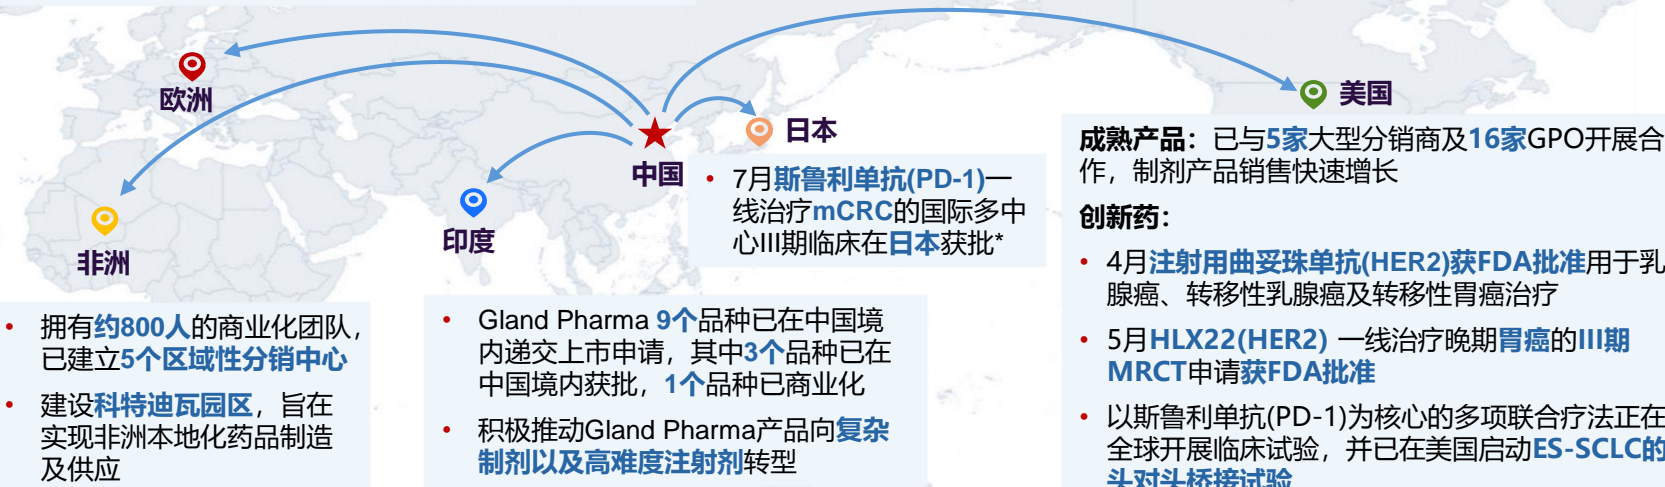 欧洲
美国
日本
中国
印度
非洲
• 7月斯鲁利单抗(PD-1)一
线治疗mCRC的国际多中
心III期临床在日本获批*
成熟产品：已与5家大型分销商及16家GPO开展合
作，制剂产品销售快速增长
创新药：
• 4月注射用曲妥珠单抗(HER2)获FDA批准用于乳
腺癌、转移性乳腺癌及转移性胃癌治疗
• 5月HLX22(HER2) 一线治疗晚期胃癌的III期
MRCT申请获FDA批准
• 以斯鲁利单抗(PD-1)为核心的多项联合疗法正在
全球开展临床试验，并已在美国启动ES-SCLC的
头对头桥接试验
• 拥有约800人的商业化团队，
已建立5个区域性分销中心
• 建设科特迪瓦园区，旨在
实现非洲本地化药品制造
及供应
• Gland Pharma 9个品种已在中国境
内递交上市申请，其中3个品种已在
中国境内获批，1个品种已商业化
• 积极推动Gland Pharma产品向复杂
制剂以及高难度注射剂转型